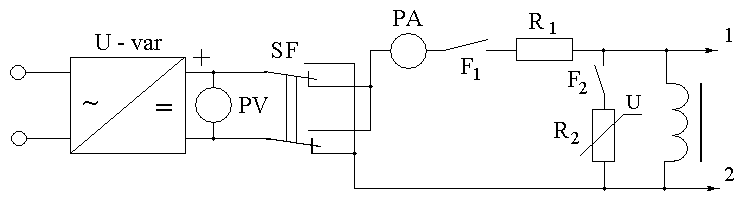 PA
R1
1
U - var
+
SF
F1
~
=
PV
F2
U
R2
2